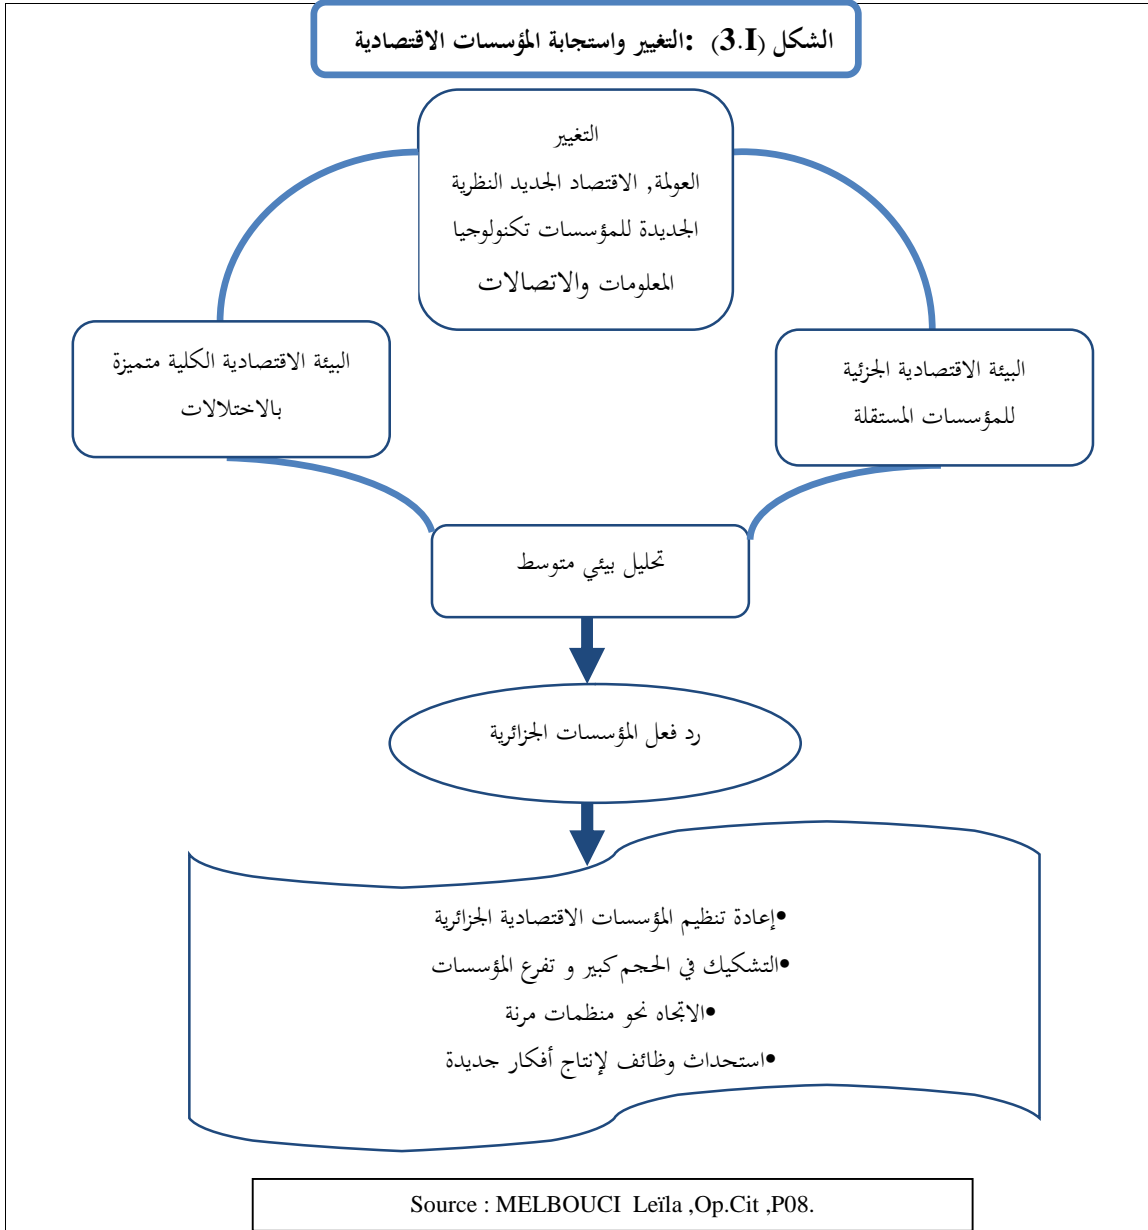 الشكل (3.I) :التغيير واستجابة المؤسسات الاقتصادية
التغيير
العولمة, الاقتصاد الجديد النظرية
الجديدة للمؤسسات تكنولوجيا
المعلومات والاتصالات
البيئة الاقتصادية الجزئية
للمؤسسات المستقلة
البيئة الاقتصادية الكلية متميزة
بالاختلالات
تحليل بيئي متوسط
رد فعل المؤسسات الجزائرية
•إعادة تنظيم المؤسسات الاقتصادية الجزائرية
•التشكيك في الحجم كبير و تفرع المؤسسات
•الاتجاه نحو منظمات مرنة
•استحداث وظائف لإنتاج أفكار جديدة
Source : MELBOUCI Leïla ,Op.Cit ,P08.